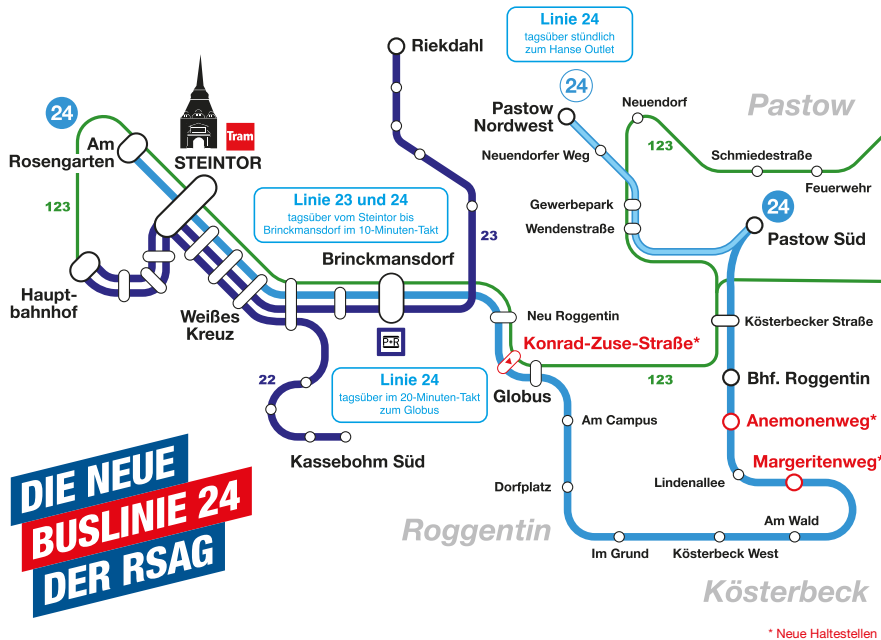 Linie 24
tagsüber stündlich
zum Hanse Outlet
Riekdahl
24
Pastow
Nordwest
Neuendorf
Pastow
24
Am
Rosengarten
Tram
STEINTOR
Neuendorfer Weg
123
Schmiedestraße
Feuerwehr
123
Linie 23 und 24
tagsüber vom Steintor bis
Brinckmansdorf im 10-Minuten-Takt
23
Gewerbepark
Wendenstraße
24
Pastow Süd
Brinckmansdorf
Haupt-
bahnhof
Weißes
Kreuz
P+R
Neu Roggentin
Kösterbecker Straße
Konrad-Zuse-Straße*
22
Linie 24
tagsüber im 20-Minuten-Takt
zum Globus
Globus
123
Bhf. Roggentin
Am Campus
Anemonenweg*
Kassebohm Süd
Margeritenweg*
Lindenallee
Dorfplatz
DIE NEUE
BUSLINIE 24
DER RSAG
Roggentin
Am Wald
Im Grund
Kösterbeck West
Kösterbeck
* Neue Haltestellen